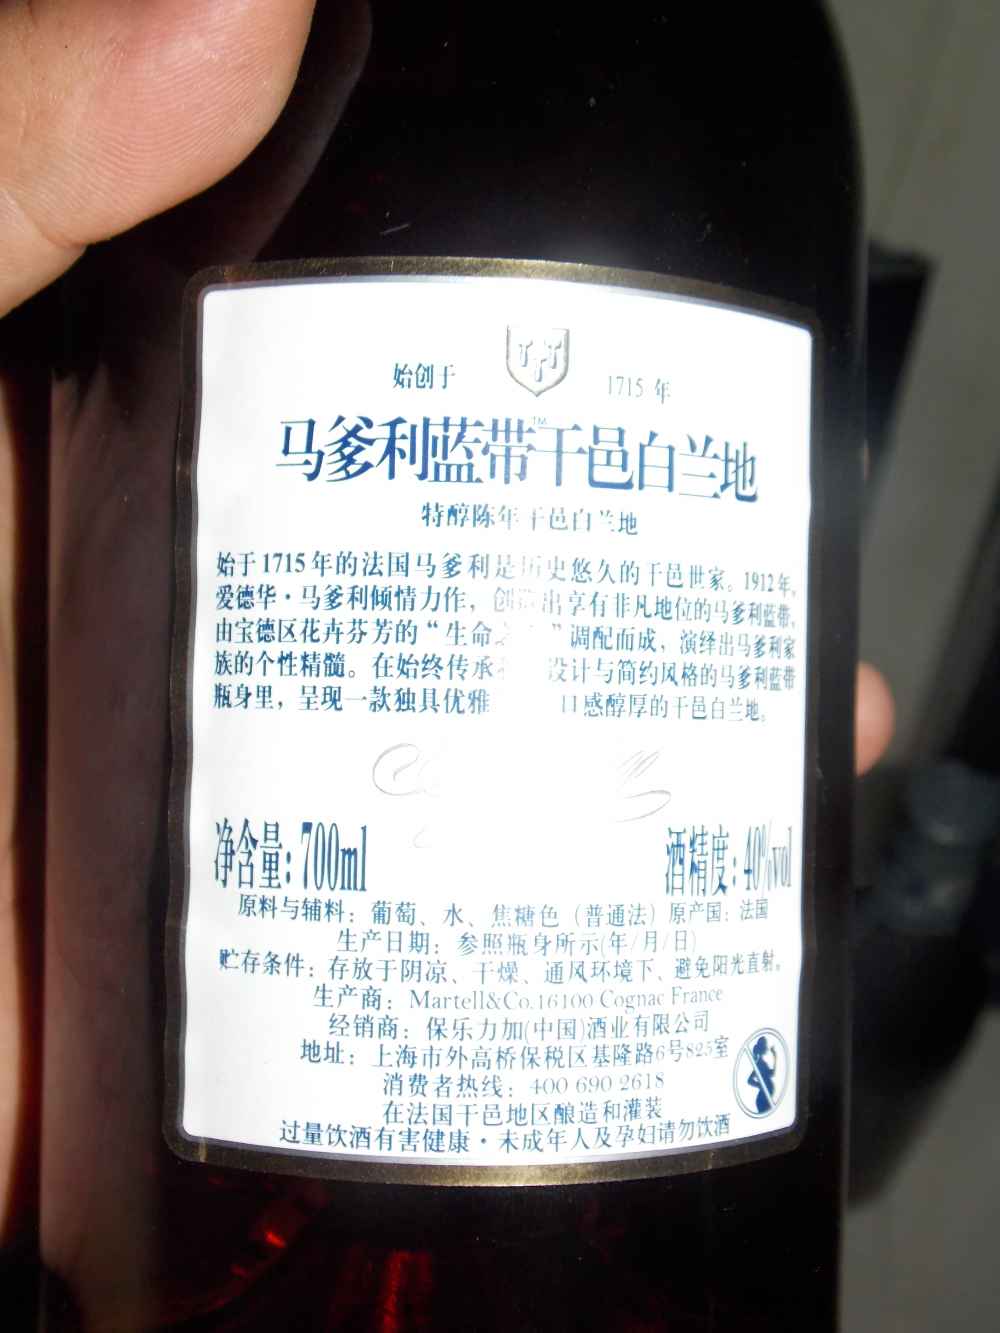 始创于 1715 年
马爹利蓝带™干邑白兰地
特醇陈年干邑白兰地
始于1715年的法国马爹利是历史悠久的干邑世家。1912年,
爱德华·马爹利倾情力作，创造出享有非凡地位的马爹利蓝带,
由宝德区花卉芬芳的“生命之”调配而成，演绎出马爹利家
族的个性精髓。在始终传承 设计与简约风格的马爹利蓝带
瓶身里，呈现一款独具优雅 口感醇厚的干邑白兰地。
净含量:700ml 酒精度:40%vol
原料与辅料：葡萄、水、焦糖色（普通法）原产国：法国
生产日期：参照瓶身所示(年/月/日)
贮存条件：存放于阴凉、干燥、通风环境下、避免阳光直射。
生产商：Martell&Co.16100 Cognac France
经销商：保乐力加(中国)酒业有限公司
地址：上海市外高桥保税区基隆路6号825室
消费者热线：400 690 2618
在法国干邑地区酿造和灌装
过量饮酒有害健康·未成年人及孕妇请勿饮酒